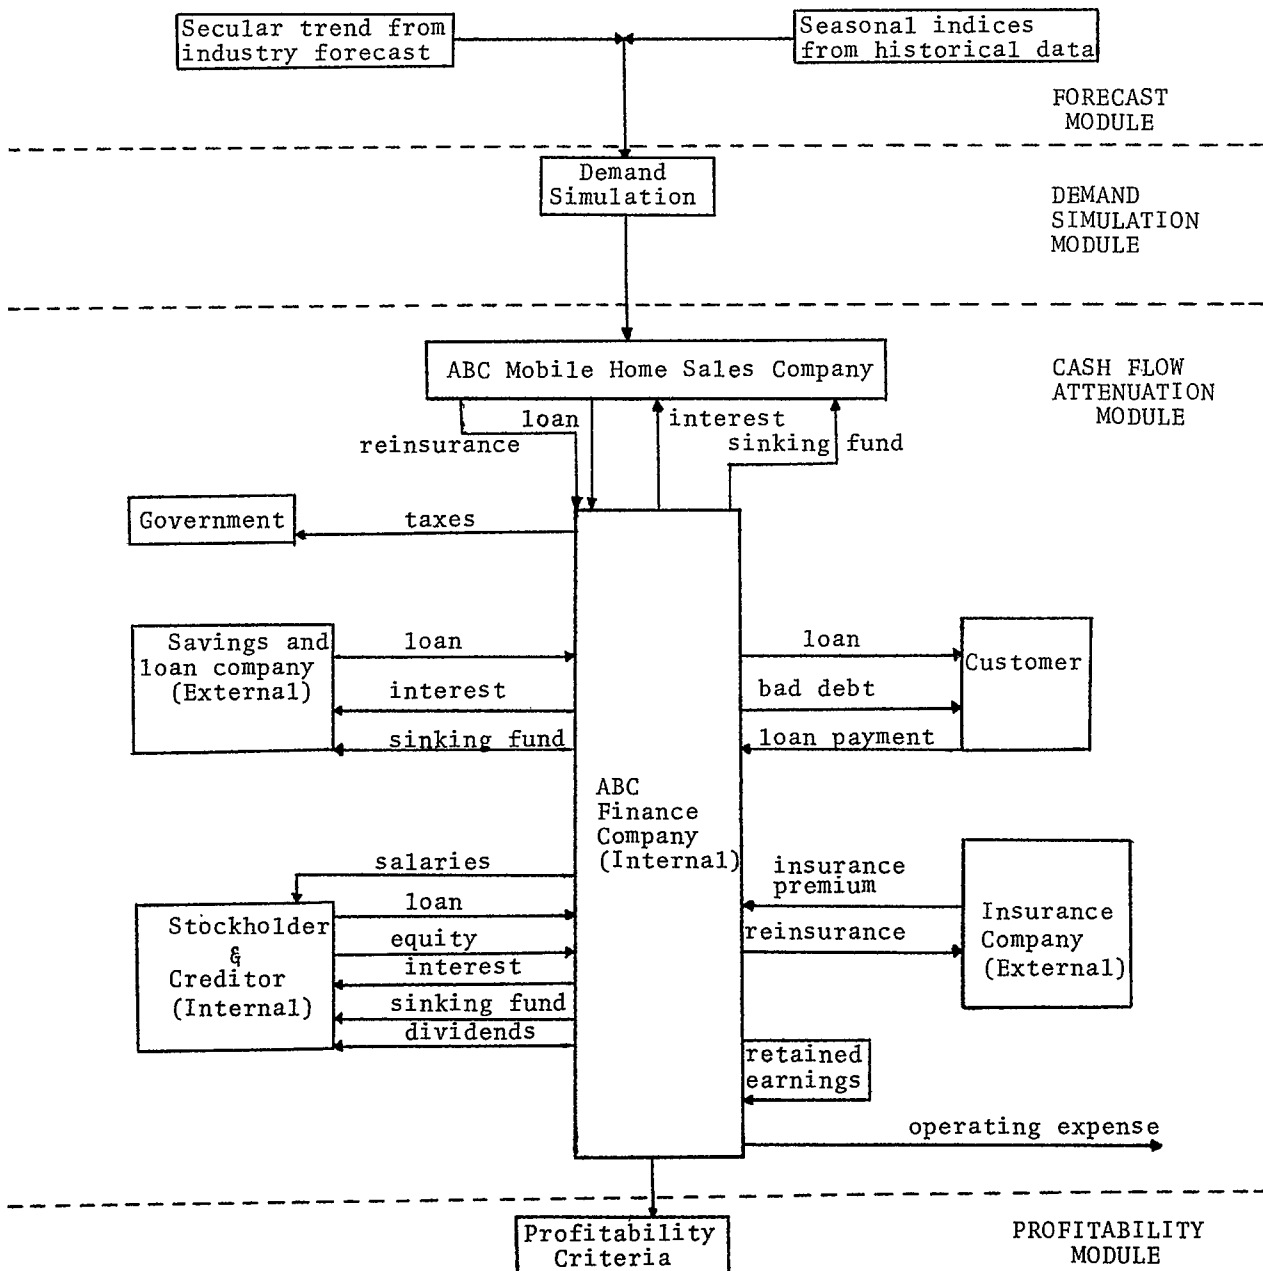 Secular trend from
industry forecast
Seasonal indices
from historical data
FORECAST
MODULE
Demand
Simulation
DEMAND
SIMULATION
MODULE
ABC Mobile Home Sales Company
CASH FLOW
ATTENUATION
MODULE
loan
reinsurance
interest
sinking fund
Government
taxes
Savings and
loan company
(External)
loan
interest
sinking fund
loan
bad debt
loan payment
Customer
ABC
Finance
Company
(Internal)
salaries
loan
equity
interest
sinking fund
dividends
Stockholder
&
Creditor
(Internal)
insurance
premium
reinsurance
Insurance
Company
(External)
retained
earnings
operating expense
Profitability
Criteria
PROFITABILITY
MODULE